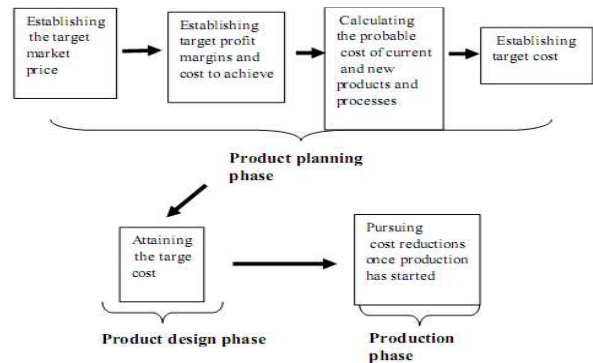 Establishing
the target
market
price
Establishing
target profit
margins and
cost to achieve
Calculating
the probable
cost of current
and new
products and
processes
Establishing
target cost
Product planning
phase
Attaining
the targe
cost
Pursuing
cost reductions
once production
has started
Product design phase
Production
phase